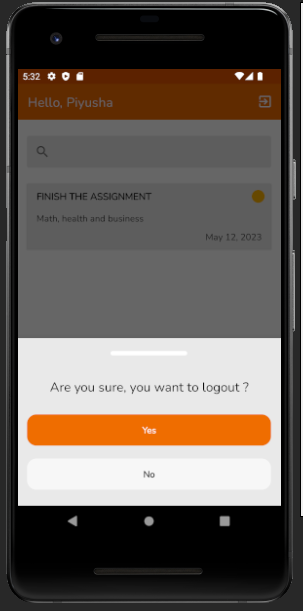 5:32
Hello, Piyusha
FINISH THE ASSIGNMENT
Math, health and business
May 12, 2023
Are you sure, you want to logout ?
Yes
No